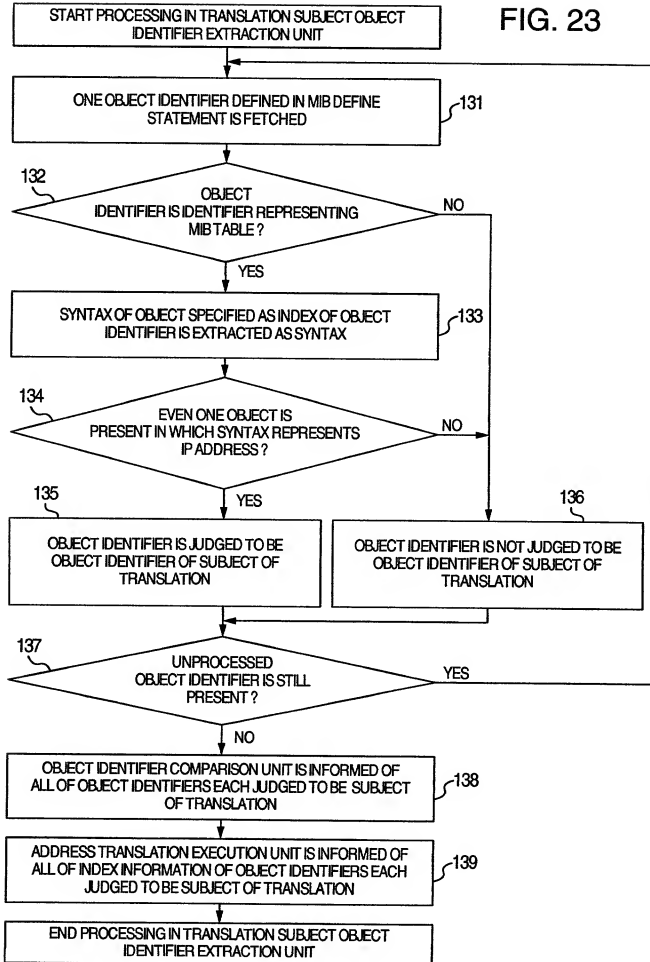 FIG. 23
START PROCESSING IN TRANSLATION SUBJECT OBJECT
IDENTIFIER EXTRACTION UNIT
ONE OBJECT IDENTIFIER DEFINED IN MIB DEFINE
STATEMENT IS FETCHED
131
132
OBJECT
IDENTIFIER IS IDENTIFIER REPRESENTING
MIB TABLE ?
NO
YES
SYNTAX OF OBJECT SPECIFIED AS INDEX OF OBJECT
IDENTIFIER IS EXTRACTED AS SYNTAX
133
134
EVEN ONE OBJECT IS
PRESENT IN WHICH SYNTAX REPRESENTS
IP ADDRESS ?
NO
YES
135
OBJECT IDENTIFIER IS JUDGED TO BE
OBJECT IDENTIFIER OF SUBJECT OF
TRANSLATION
136
OBJECT IDENTIFIER IS NOT JUDGED TO BE
OBJECT IDENTIFIER OF SUBJECT OF
TRANSLATION
137
UNPROCESSED
OBJECT IDENTIFIER IS STILL
PRESENT ?
YES
NO
OBJECT IDENTIFIER COMPARISON UNIT IS INFORMED OF
ALL OF OBJECT IDENTIFIERS EACH JUDGED TO BE SUBJECT
OF TRANSLATION
138
ADDRESS TRANSLATION EXECUTION UNIT IS INFORMED OF
ALL OF INDEX INFORMATION OF OBJECT IDENTIFIERS EACH
JUDGED TO BE SUBJECT OF TRANSLATION
139
END PROCESSING IN TRANSLATION SUBJECT OBJECT
IDENTIFIER EXTRACTION UNIT